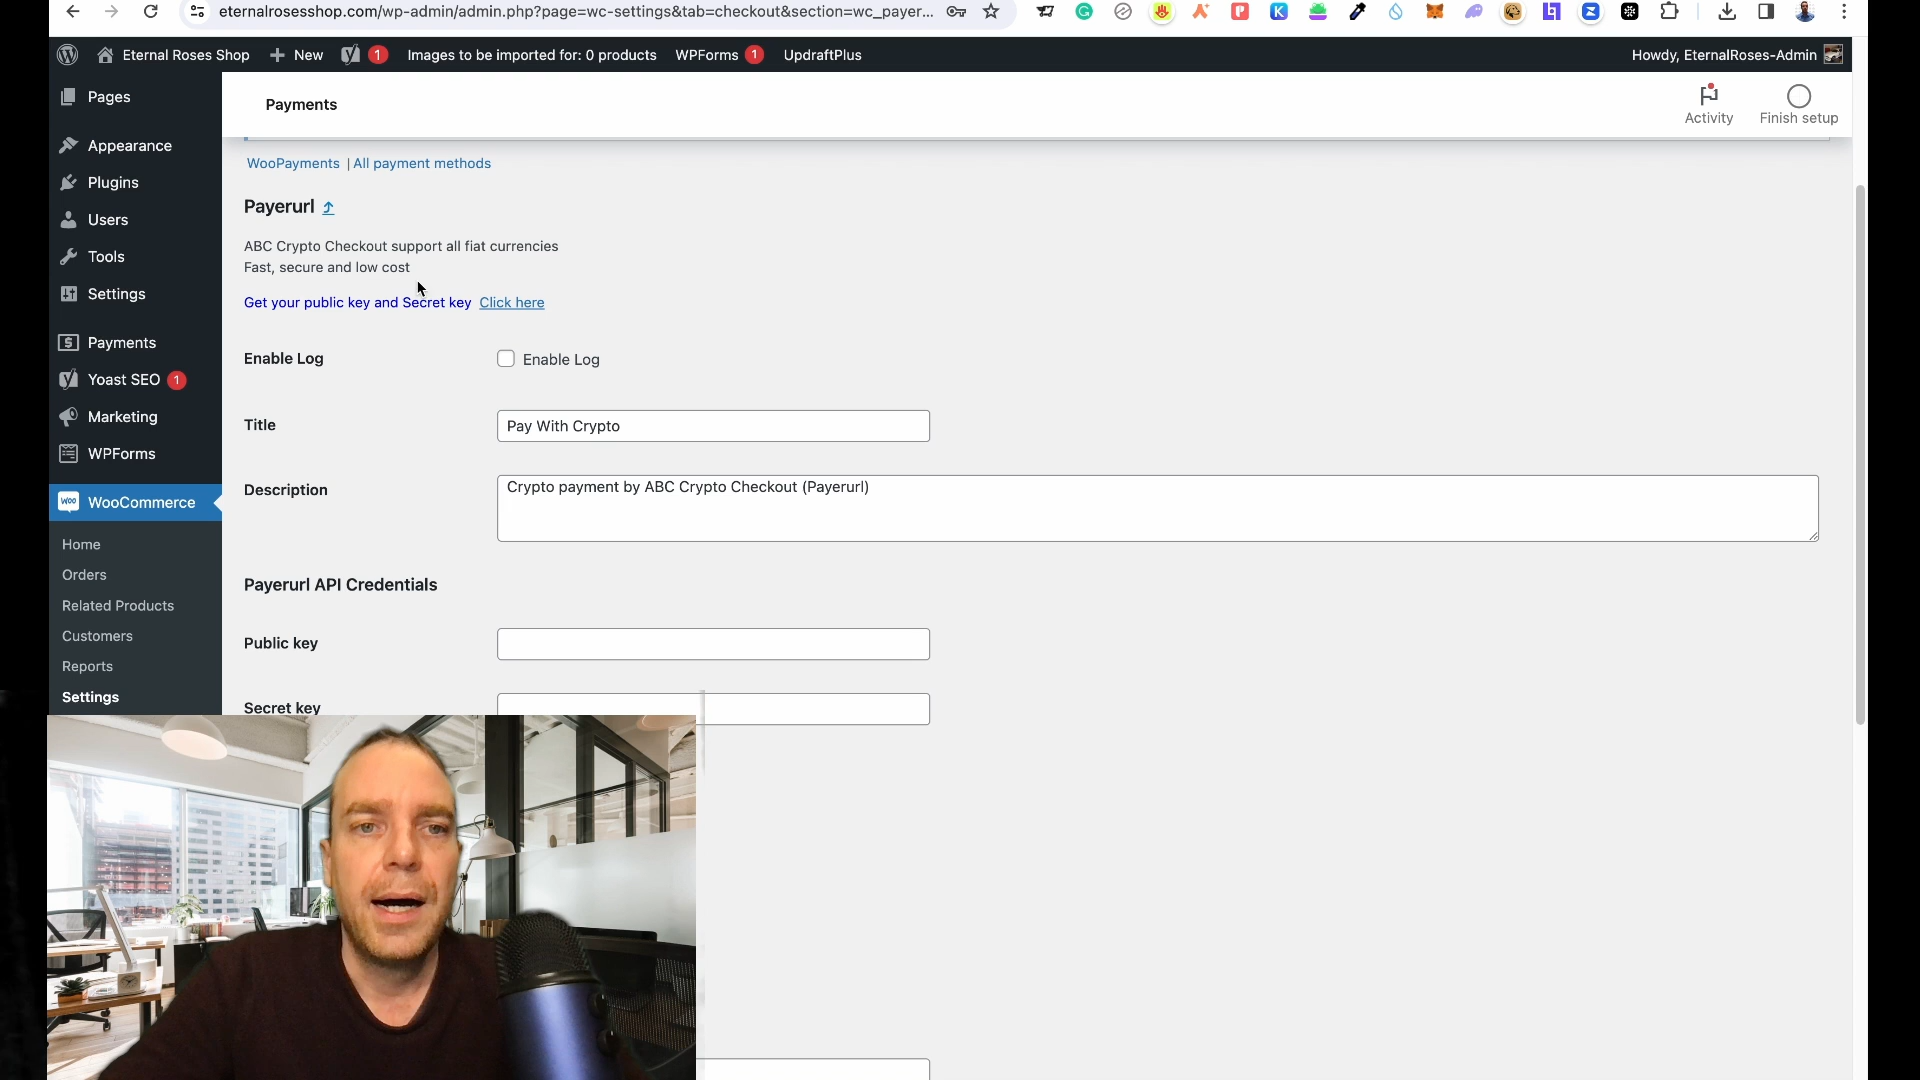 eternalrosesshop.com/wp-admin/admin.php?page=wc-settings&tab=checkout&section=wc_payer...
Eternal Roses Shop
New
1
Images to be imported for: 0 products
WPForms 1
UpdraftPlus
Howdy, EternalRoses-Admin
Pages
Appearance
Plugins
Users
Tools
Settings
Payments
Yoast SEO 1
Marketing
WPForms
WooCommerce
Home
Orders
Related Products
Customers
Reports
Settings
Payments
Activity
Finish setup
WooPayments | All payment methods
Payerurl
ABC Crypto Checkout support all fiat currencies
Fast, secure and low cost
Get your public key and Secret key Click here
Enable Log
Enable Log
Title
Pay With Crypto
Description
Crypto payment by ABC Crypto Checkout (Payerurl)
Payerurl API Credentials
Public key
Secret key